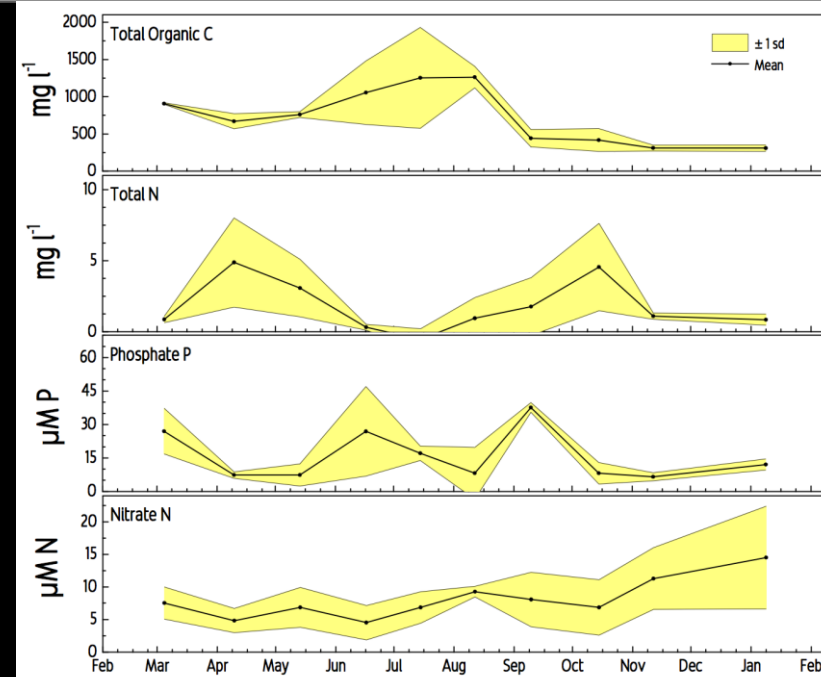 Total Organic C
± 1 sd
Mean
mg l⁻¹
2000
1500
1000
500
0
Total N
mg l⁻¹
10
5
0
Phosphate P
µM P
60
45
30
15
0
Nitrate N
µM N
20
15
10
5
0
Feb Mar Apr May Jun Jul Aug Sep Oct Nov Dec Jan Feb